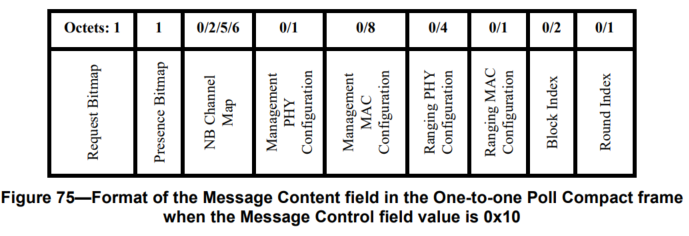 Octets: 1 1 0/2/5/6 0/1 0/8 0/4 0/1 0/2 0/1
Request Bitmap
Presence Bitmap
NB Channel
Map
Management
PHY
Configuration
Management
MAC
Configuration
Ranging PHY
Configuration
Ranging MAC
Configuration
Block Index
Round Index
Figure 75—Format of the Message Content field in the One-to-one Poll Compact frame
when the Message Control field value is 0x10